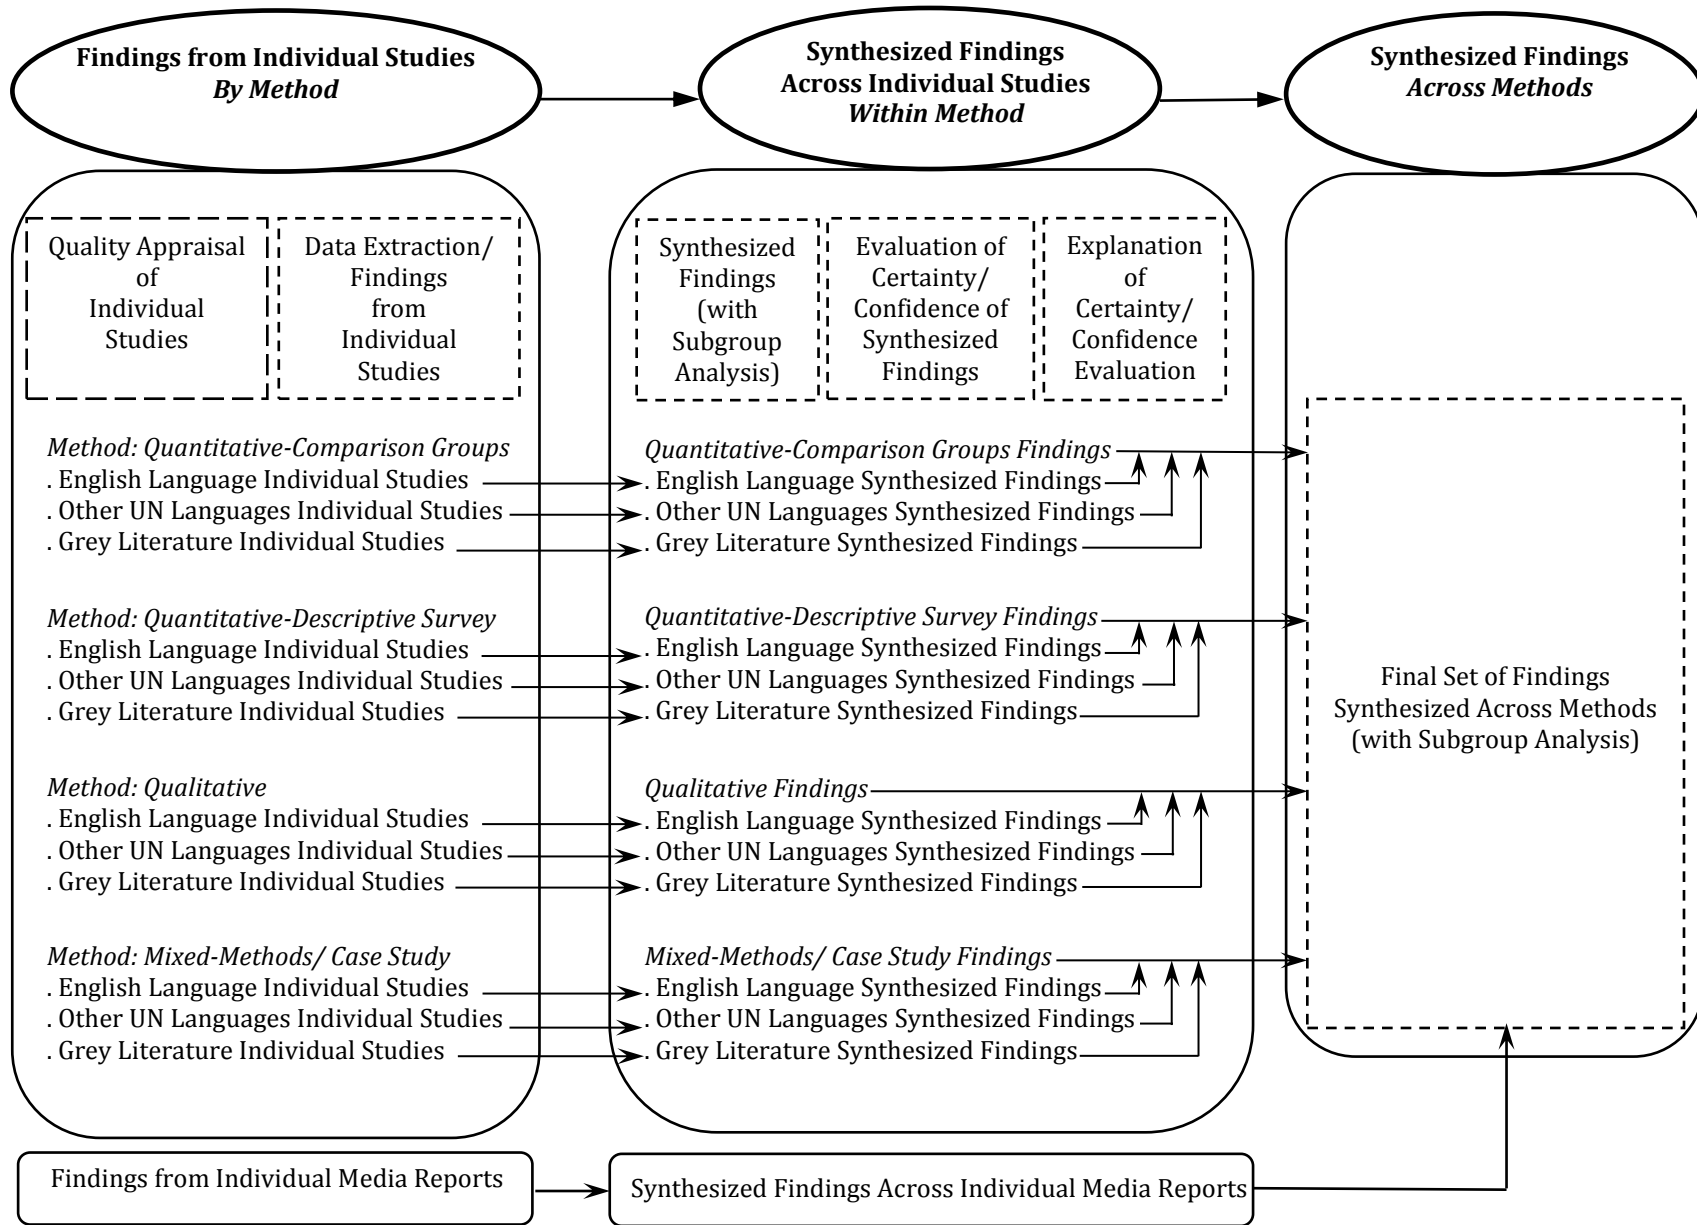 Findings from Individual Studies
By Method
Synthesized Findings
Across Individual Studies
Within Method
Synthesized Findings
Across Methods
Quality Appraisal
of
Individual
Studies
Data Extraction/
Findings
from
Individual
Studies
Synthesized
Findings
(with
Subgroup
Analysis)
Evaluation of
Certainty/
Confidence of
Synthesized
Findings
Explanation
of
Certainty/
Confidence
Evaluation
Method: Quantitative-Comparison Groups
. English Language Individual Studies
. Other UN Languages Individual Studies
. Grey Literature Individual Studies
Method: Quantitative-Descriptive Survey
. English Language Individual Studies
. Other UN Languages Individual Studies
. Grey Literature Individual Studies
Method: Qualitative
. English Language Individual Studies
. Other UN Languages Individual Studies
. Grey Literature Individual Studies
Method: Mixed-Methods/ Case Study
. English Language Individual Studies
. Other UN Languages Individual Studies
. Grey Literature Individual Studies
Quantitative-Comparison Groups Findings
. English Language Synthesized Findings
. Other UN Languages Synthesized Findings
. Grey Literature Synthesized Findings
Quantitative-Descriptive Survey Findings
. English Language Synthesized Findings
. Other UN Languages Synthesized Findings
. Grey Literature Synthesized Findings
Qualitative Findings
. English Language Synthesized Findings
. Other UN Languages Synthesized Findings
. Grey Literature Synthesized Findings
Mixed-Methods/ Case Study Findings
. English Language Synthesized Findings
. Other UN Languages Synthesized Findings
. Grey Literature Synthesized Findings
Final Set of Findings
Synthesized Across Methods
(with Subgroup Analysis)
Findings from Individual Media Reports
Synthesized Findings Across Individual Media Reports